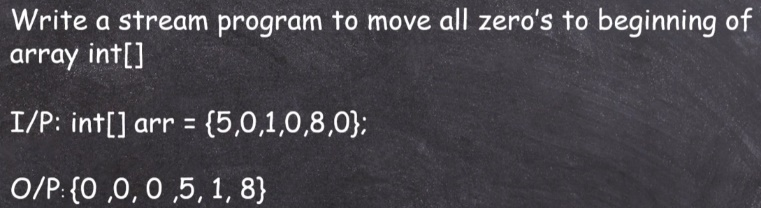 Write a stream program to move all zero's to beginning of
array int[]
I/P: int[] arr = {5,0,1,0,8,0};
O/P:{0 ,0, 0 ,5, 1, 8}